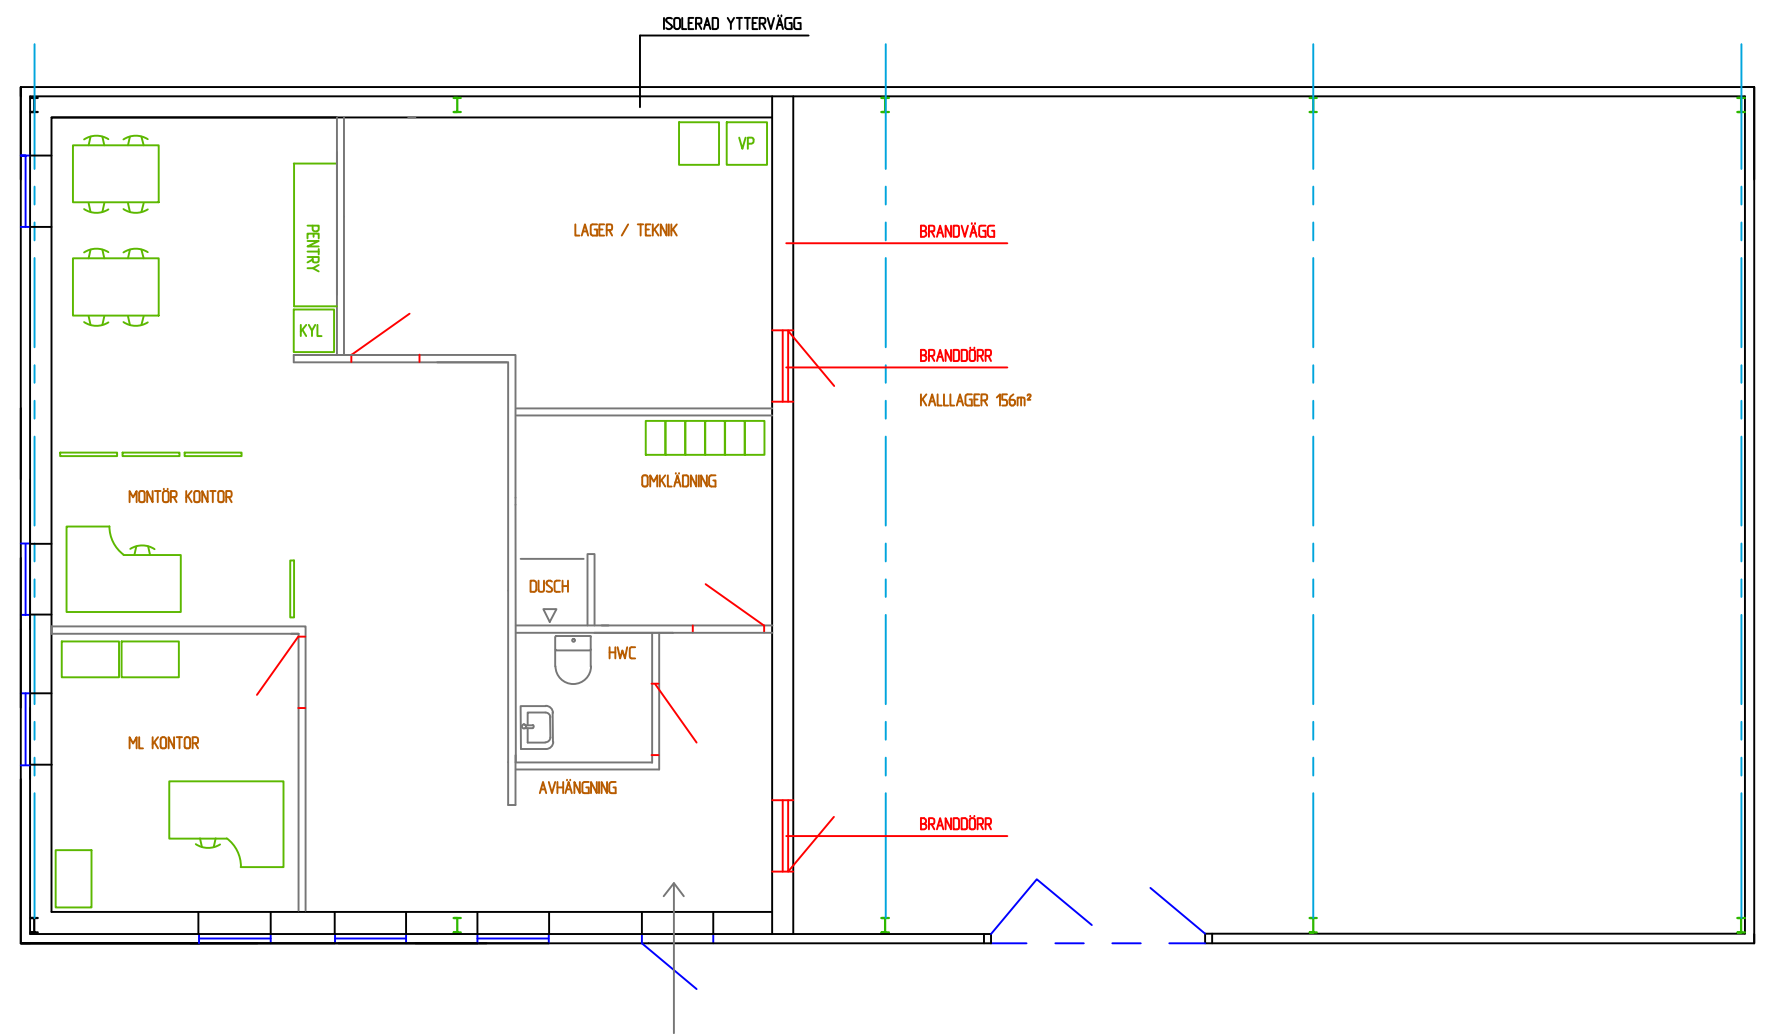 ISOLERAD YTTERVÄGG
VP
PENTRY
LAGER / TEKNIK
BRANDVÄGG
KYL
BRANDDÖRR
KALLLAGER 156m²
OMKLÄDNING
MONTÖR KONTOR
DUSCH
HWC
ML KONTOR
AVHÄNGNING
BRANDDÖRR